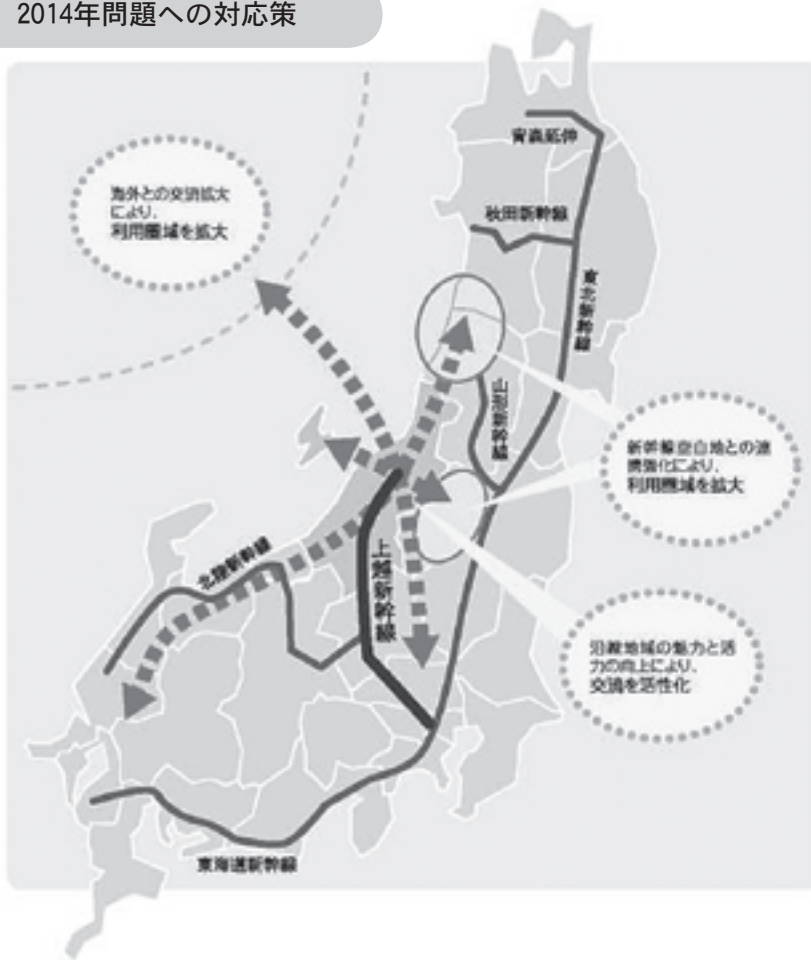 2014年問題への対応策
青森延伸
秋田新幹線
東北新幹線
海外との交流拡大
により、
利用圏域を拡大
山形新幹線
新幹線空白地との連
携強化により、
利用圏域を拡大
北陸新幹線
上越新幹線
沿線地域の魅力と活
力の向上により、
交流を活性化
東海道新幹線